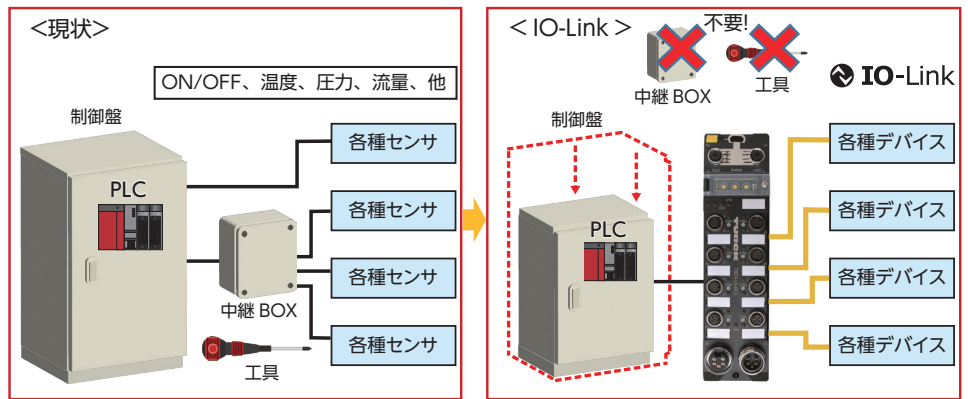 <現状>
ON/OFF、温度、圧力、流量、他
制御盤
PLC
各種センサ
各種センサ
各種センサ
各種センサ
中継 BOX
工具
< IO-Link >
不要!
中継 BOX
工具
IO-Link
制御盤
PLC
TURCK
各種デバイス
各種デバイス
各種デバイス
各種デバイス